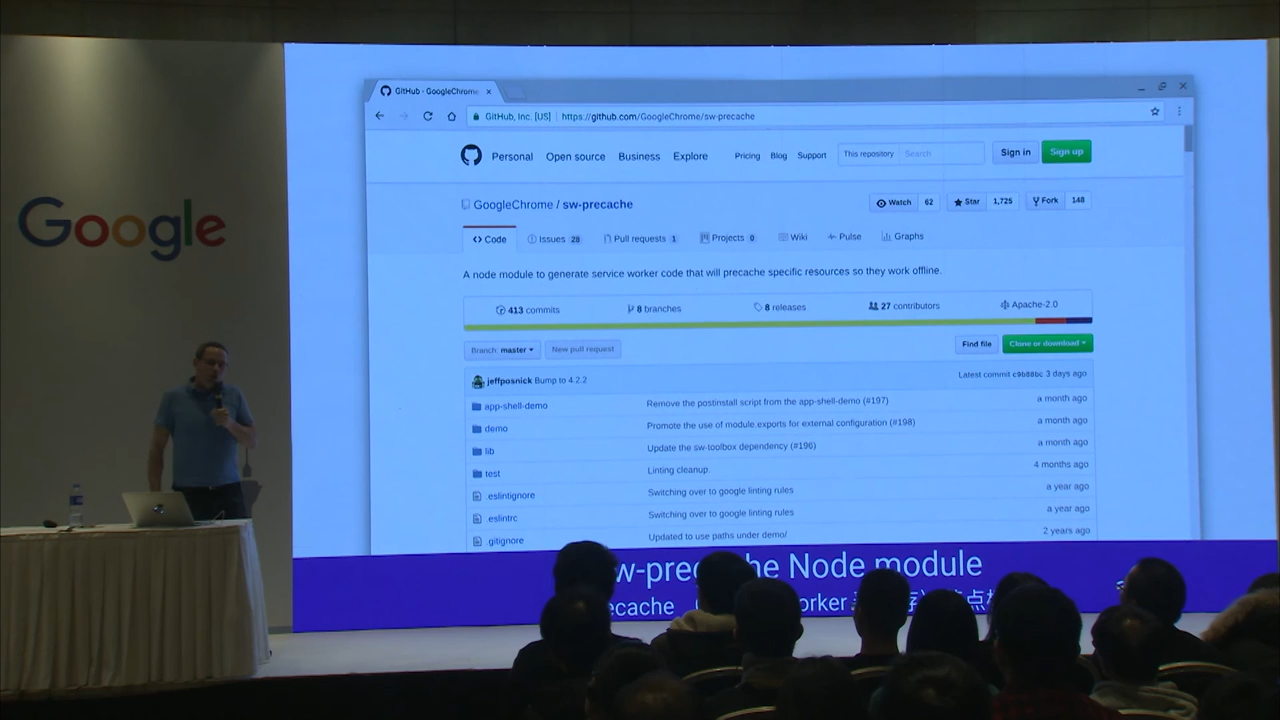 Google
GitHub - GoogleChrome
GitHub, Inc. [US] https://github.com/GoogleChrome/sw-precache
Personal Open source Business Explore Pricing Blog Support This repository Search Sign in Sign up
GoogleChrome / sw-precache Watch 62 Star 1,725 Fork 148
Code Issues 28 Pull requests 1 Projects 0 Wiki Pulse Graphs
A node module to generate service worker code that will precache specific resources so they work offline.
413 commits 8 branches 8 releases 27 contributors Apache-2.0
Branch: master New pull request Find file Clone or download
jeffposnick Bump to 4.2.2 Latest commit c9b88bc 3 days ago
app-shell-demo Remove the postinstall script from the app-shell-demo (#197) a month ago
demo Promote the use of module.exports for external configuration (#198) a month ago
lib Update the sw-toolbox dependency (#196) a month ago
test Linting cleanup. 4 months ago
.eslintignore Switching over to google linting rules a year ago
.eslintrc Switching over to google linting rules a year ago
.gitignore Updated to use paths under demo/ 2 years ago
Node module